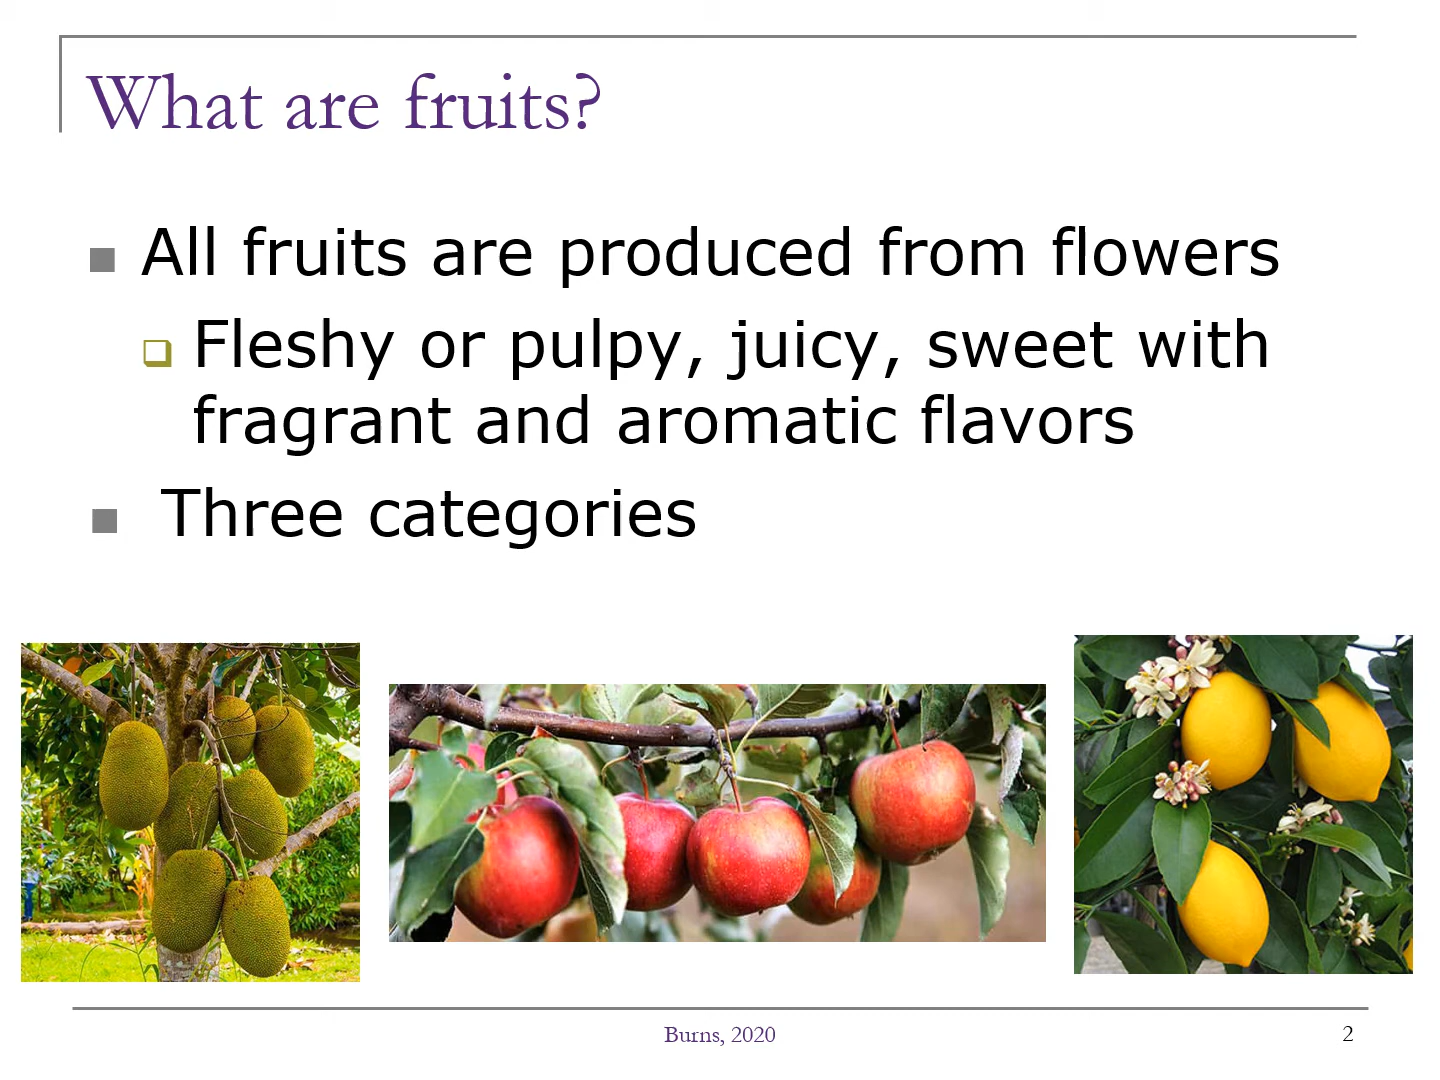 What are fruits?
All fruits are produced from flowers
Fleshy or pulpy, juicy, sweet with
fragrant and aromatic flavors
Three categories
Burns, 2020
2